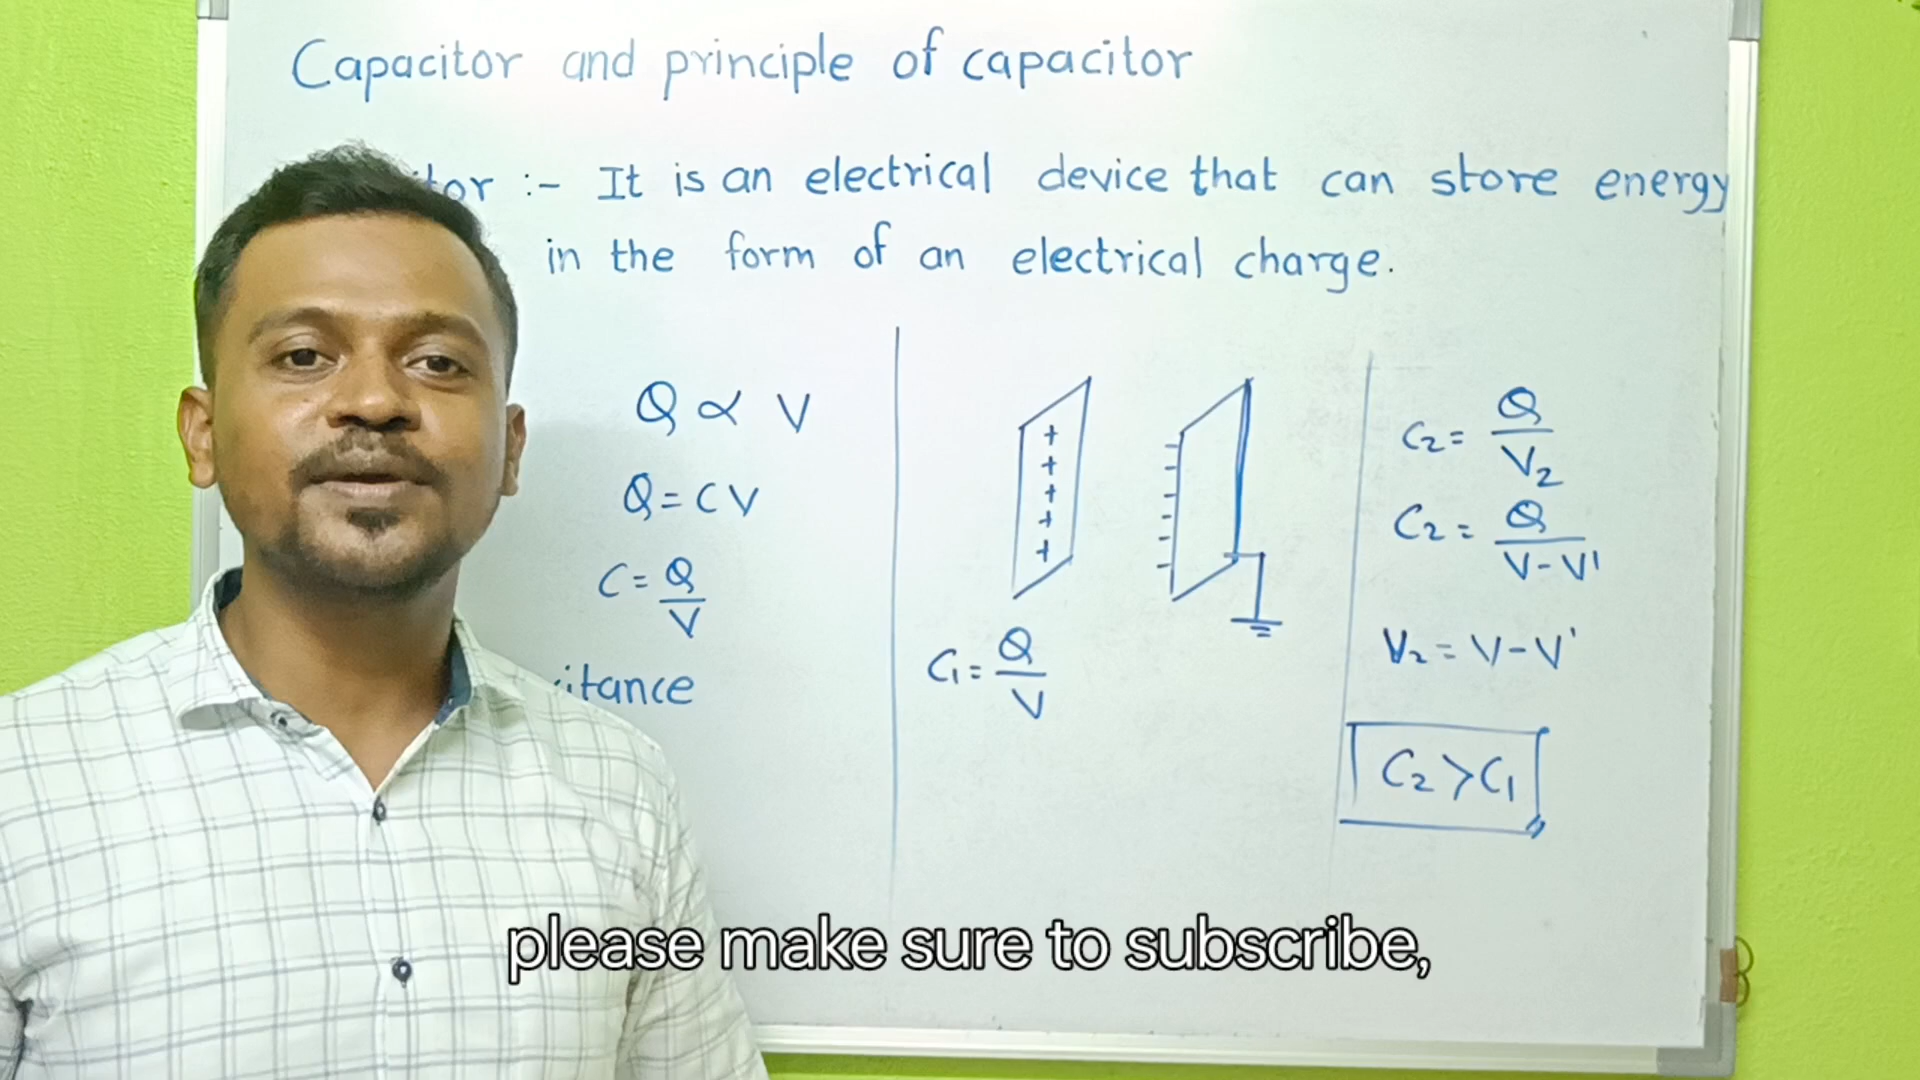 Capacitor and principle of capacitor
tor :- It is an electrical device that can store energy
in the form of an electrical charge.
Q ∝ V
Q = CV
C = Q/V
itance
+
+
+
+
+
C₁ = Q/V
C₂ = Q/V₂
C₂ = Q/V-V'
V₂ = V-V'
C₂ > C₁
please make sure to subscribe,